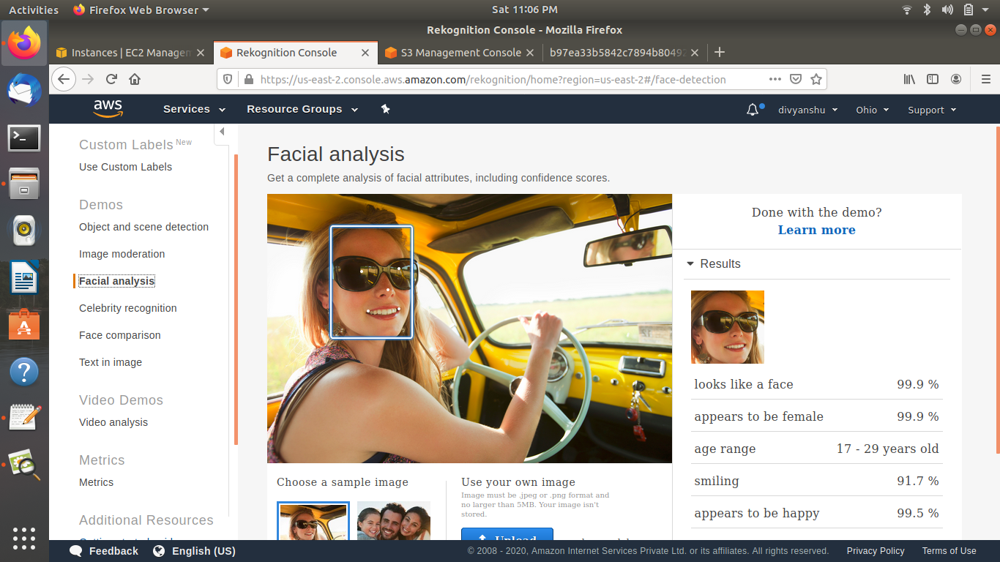 Activities
Firefox Web Browser
Sat 11:06 PM
Rekognition Console - Mozilla Firefox
Instances | EC2 Managem
Rekognition Console
S3 Management Console
b97ea33b5842c7894b80492
https://us-east-2.console.aws.amazon.com/rekognition/home?region=us-east-2#/face-detection
aws
Services
Resource Groups
divyanshu
Ohio
Support
Custom Labels New
Use Custom Labels
Demos
Object and scene detection
Image moderation
Facial analysis
Celebrity recognition
Face comparison
Text in image
Video Demos
Video analysis
Metrics
Metrics
Additional Resources
Facial analysis
Get a complete analysis of facial attributes, including confidence scores.
Choose a sample image
Use your own image
Image must be .jpeg or .png format and
no larger than 5MB. Your image isn't
stored.
Upload
Done with the demo?
Learn more
Results
looks like a face 99.9 %
appears to be female 99.9 %
age range 17 - 29 years old
smiling 91.7 %
appears to be happy 99.5 %
Feedback
English (US)
© 2008 - 2020, Amazon Internet Services Private Ltd. or its affiliates. All rights reserved.
Privacy Policy
Terms of Use